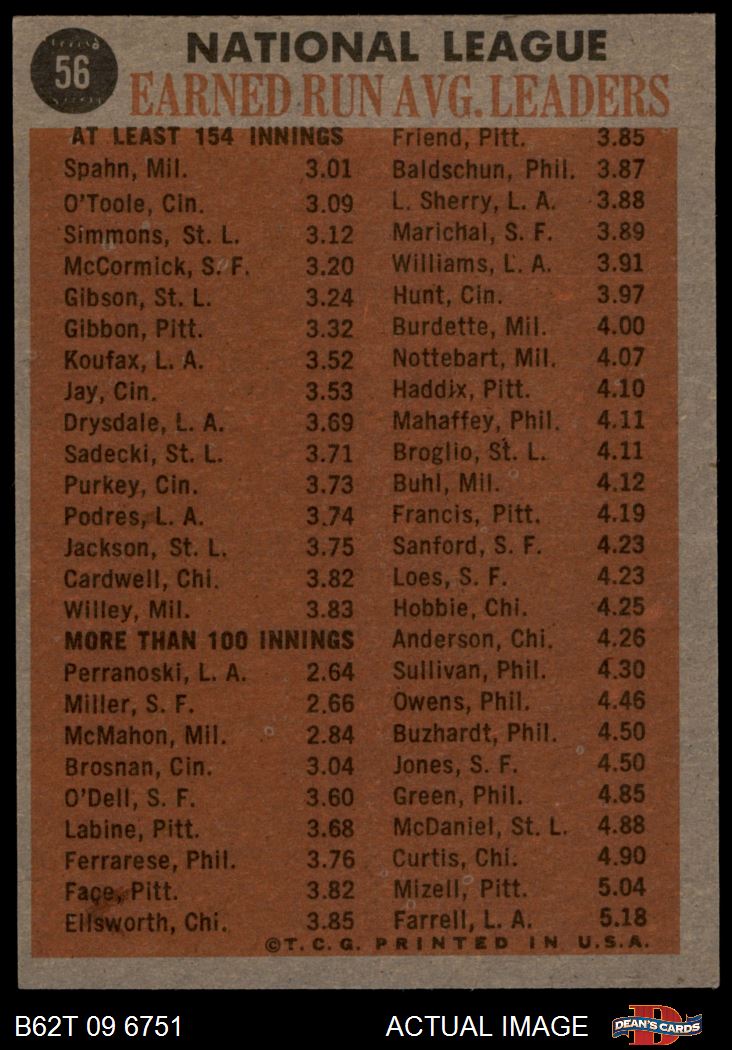 56
NATIONAL LEAGUE
EARNED RUN AVG. LEADERS
AT LEAST 154 INNINGS
Spahn, Mil. 3.01
O'Toole, Cin. 3.09
Simmons, St. L. 3.12
McCormick, S. F. 3.20
Gibson, St. L. 3.24
Gibbon, Pitt. 3.32
Koufax, L. A. 3.52
Jay, Cin. 3.53
Drysdale, L. A. 3.69
Sadecki, St. L. 3.71
Purkey, Cin. 3.73
Podres, L. A. 3.74
Jackson, St. L. 3.75
Cardwell, Chi. 3.82
Willey, Mil. 3.83
MORE THAN 100 INNINGS
Perranoski, L. A. 2.64
Miller, S. F. 2.66
McMahon, Mil. 2.84
Brosnan, Cin. 3.04
O'Dell, S. F. 3.60
Labine, Pitt. 3.68
Ferrarese, Phil. 3.76
Face, Pitt. 3.82
Ellsworth, Chi. 3.85
Friend, Pitt. 3.85
Baldschun, Phil. 3.87
L. Sherry, L. A. 3.88
Marichal, S. F. 3.89
Williams, L. A. 3.91
Hunt, Cin. 3.97
Burdette, Mil. 4.00
Nottebart, Mil. 4.07
Haddix, Pitt. 4.10
Mahaffey, Phil. 4.11
Broglio, St. L. 4.11
Buhl, Mil. 4.12
Francis, Pitt. 4.19
Sanford, S. F. 4.23
Loes, S. F. 4.23
Hobbie, Chi. 4.25
Anderson, Chi. 4.26
Sullivan, Phil. 4.30
Owens, Phil. 4.46
Buzhardt, Phil. 4.50
Jones, S. F. 4.50
Green, Phil. 4.85
McDaniel, St. L. 4.88
Curtis, Chi. 4.90
Mizell, Pitt. 5.04
Farrell, L. A. 5.18
©T. C. G. PRINTED IN U.S.A.
B62T 09 6751 ACTUAL IMAGE
D
DEAN'S CARDS